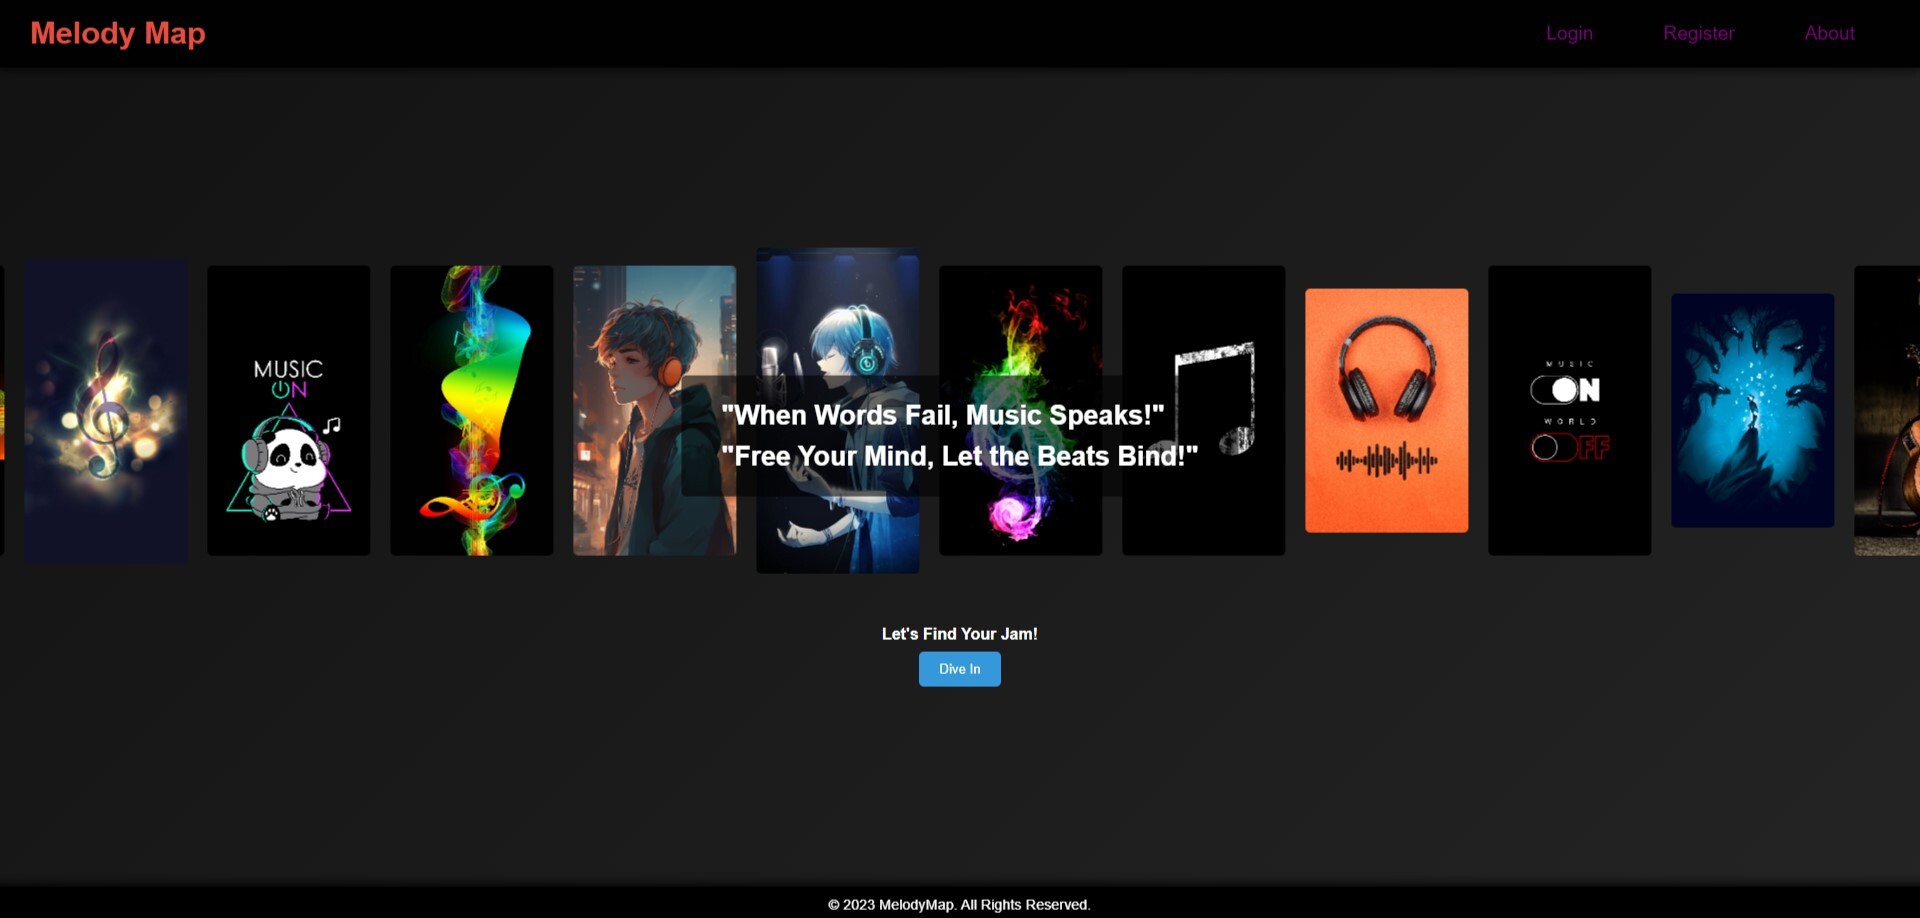 Melody Map
Login Register About
MUSIC
ON
"When Words Fail, Music Speaks!"
"Free Your Mind, Let the Beats Bind!"
MUSIC
ON
WORLD
OFF
Let's Find Your Jam!
Dive In
© 2023 MelodyMap. All Rights Reserved.